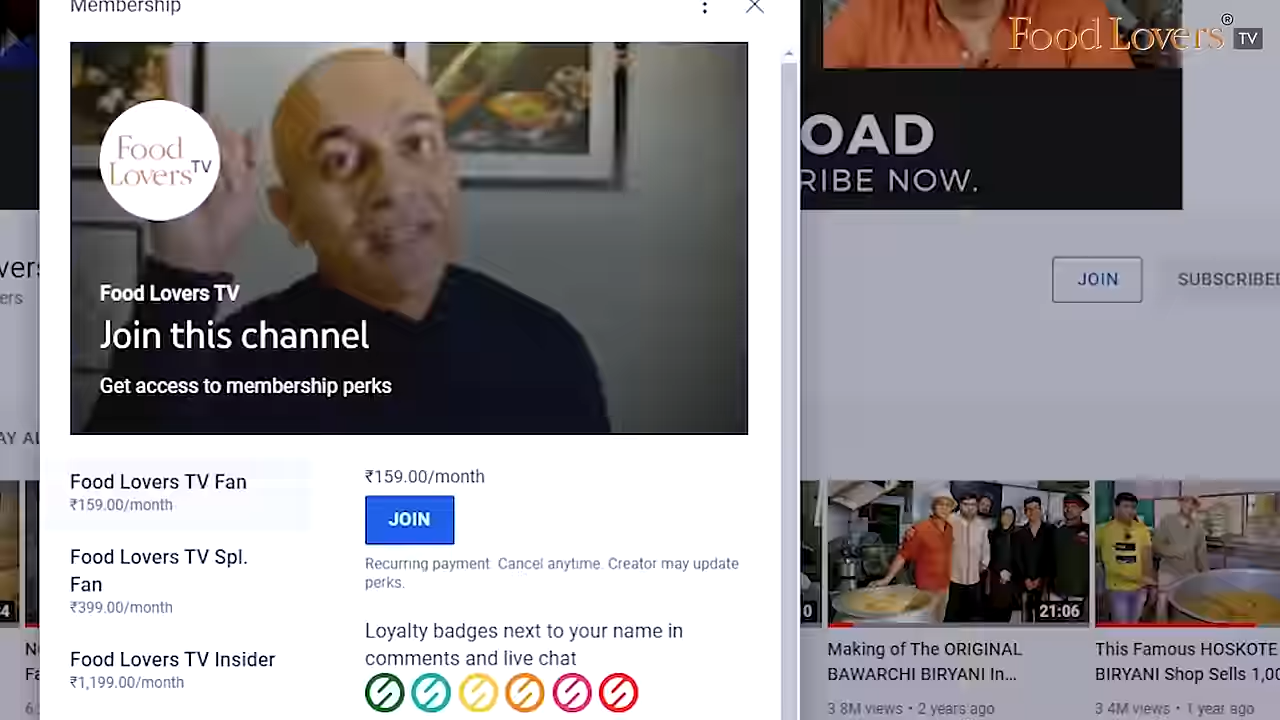 Membership
Food Lovers® TV
Food
Lovers TV
OAD
RIBE NOW.
Food Lovers TV
Join this channel
Get access to membership perks
JOIN
SUBSCRIBED
Food Lovers TV Fan
₹159.00/month
Food Lovers TV Spl.
Fan
₹399.00/month
Food Lovers TV Insider
₹1,199.00/month
₹159.00/month
JOIN
Recurring payment. Cancel anytime. Creator may update
perks.
Loyalty badges next to your name in
comments and live chat
21:06
Making of The ORIGINAL
BAWARCHI BIRYANI In...
3.8M views • 2 years ago
This Famous HOSKOTE
BIRYANI Shop Sells 1,00
3.4M views • 1 year ago